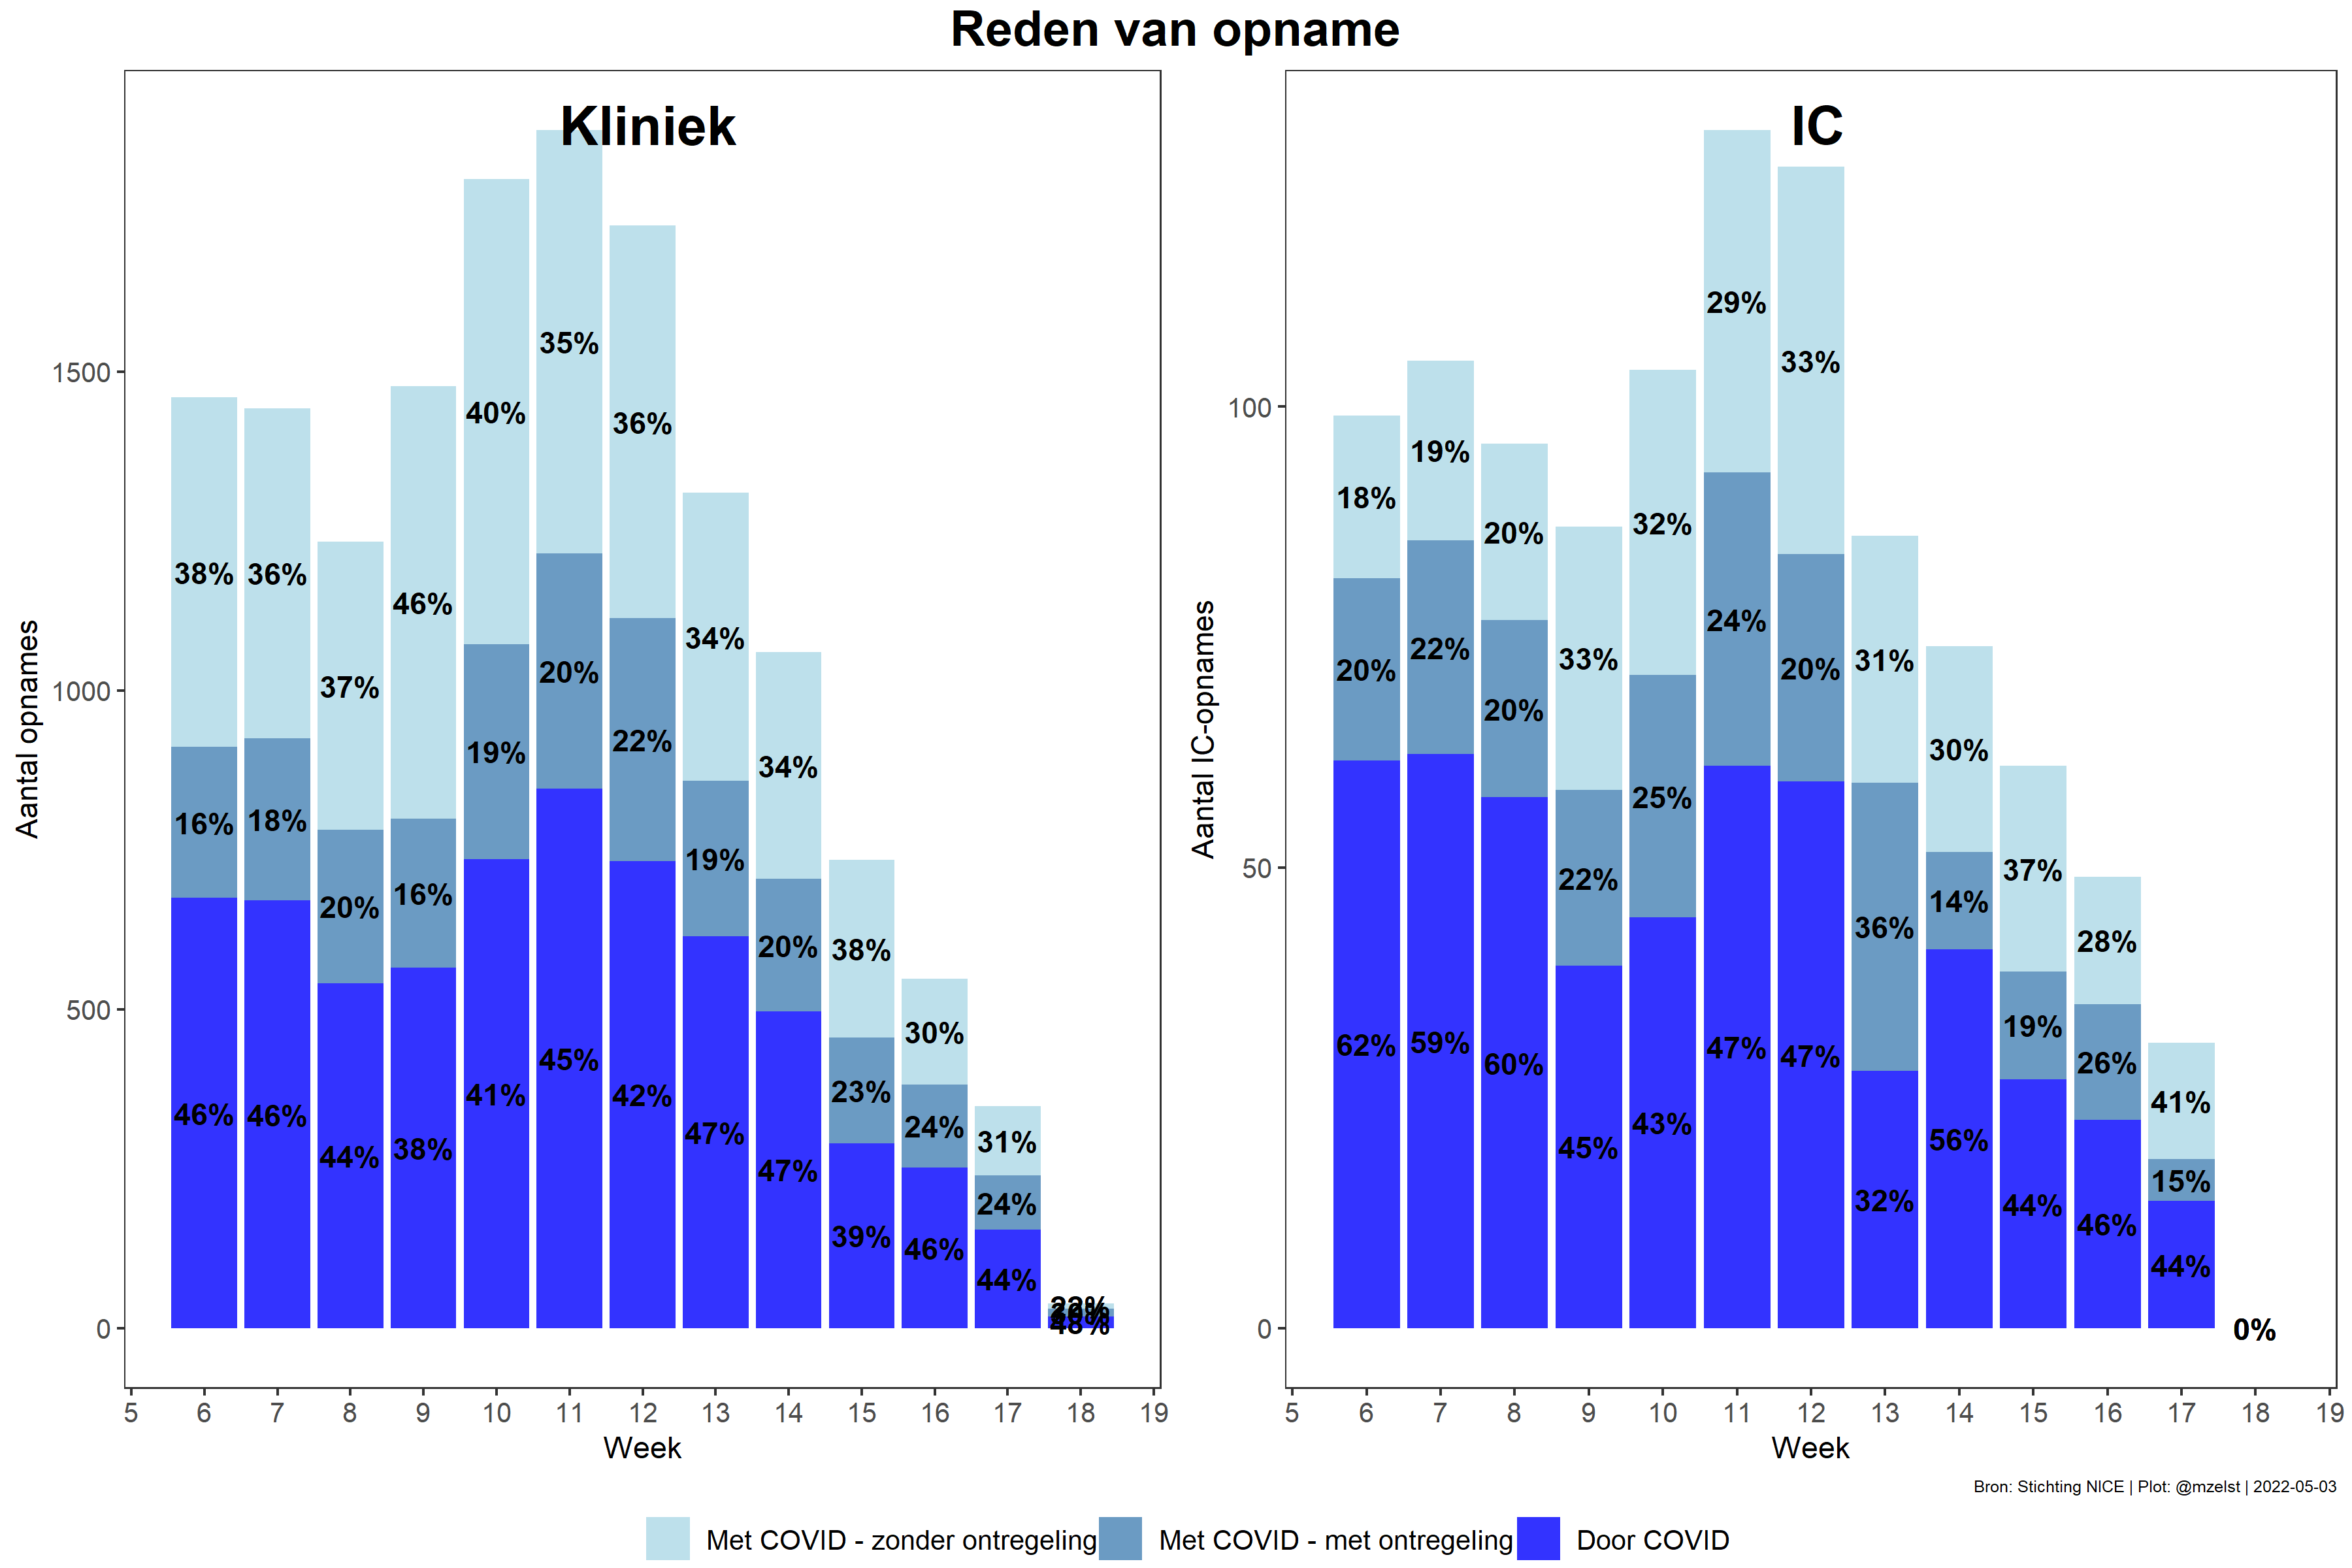 Reden van opname
Kliniek
Aantal opnames
1500
1000
500
0
38% 36% 37% 46% 40% 35% 36% 34% 34% 38% 30% 31% 22%
16% 18% 20% 16% 19% 20% 22% 19% 20% 23% 24% 24%
46% 46% 44% 38% 41% 45% 42% 47% 47% 39% 46% 44% 48%
5 6 7 8 9 10 11 12 13 14 15 16 17 18 19
Week
IC
Aantal IC-opnames
100
50
0
18% 19% 20% 33% 32% 29% 33% 31% 30% 37% 28% 41%
20% 22% 20% 22% 25% 24% 20% 36% 14% 19% 26% 15%
62% 59% 60% 45% 43% 47% 47% 32% 56% 44% 46% 44% 0%
5 6 7 8 9 10 11 12 13 14 15 16 17 18 19
Week
Bron: Stichting NICE | Plot: @mzelst | 2022-05-03
Met COVID - zonder ontregeling Met COVID - met ontregeling Door COVID